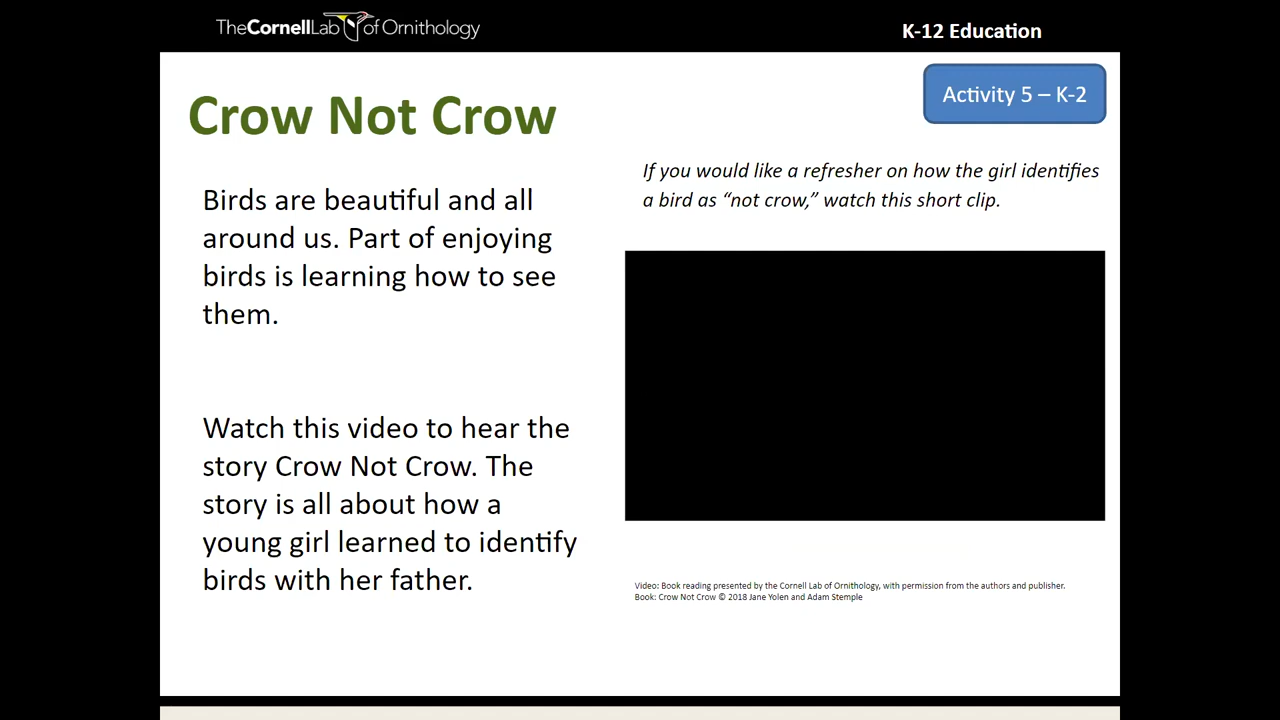 TheCornellLab of Ornithology
K-12 Education
Activity 5 – K-2
Crow Not Crow
Birds are beautiful and all
around us. Part of enjoying
birds is learning how to see
them.
Watch this video to hear the
story Crow Not Crow. The
story is all about how a
young girl learned to identify
birds with her father.
If you would like a refresher on how the girl identifies
a bird as “not crow,” watch this short clip.
Video: Book reading presented by the Cornell Lab of Ornithology, with permission from the authors and publisher.
Book: Crow Not Crow © 2018 Jane Yolen and Adam Stemple